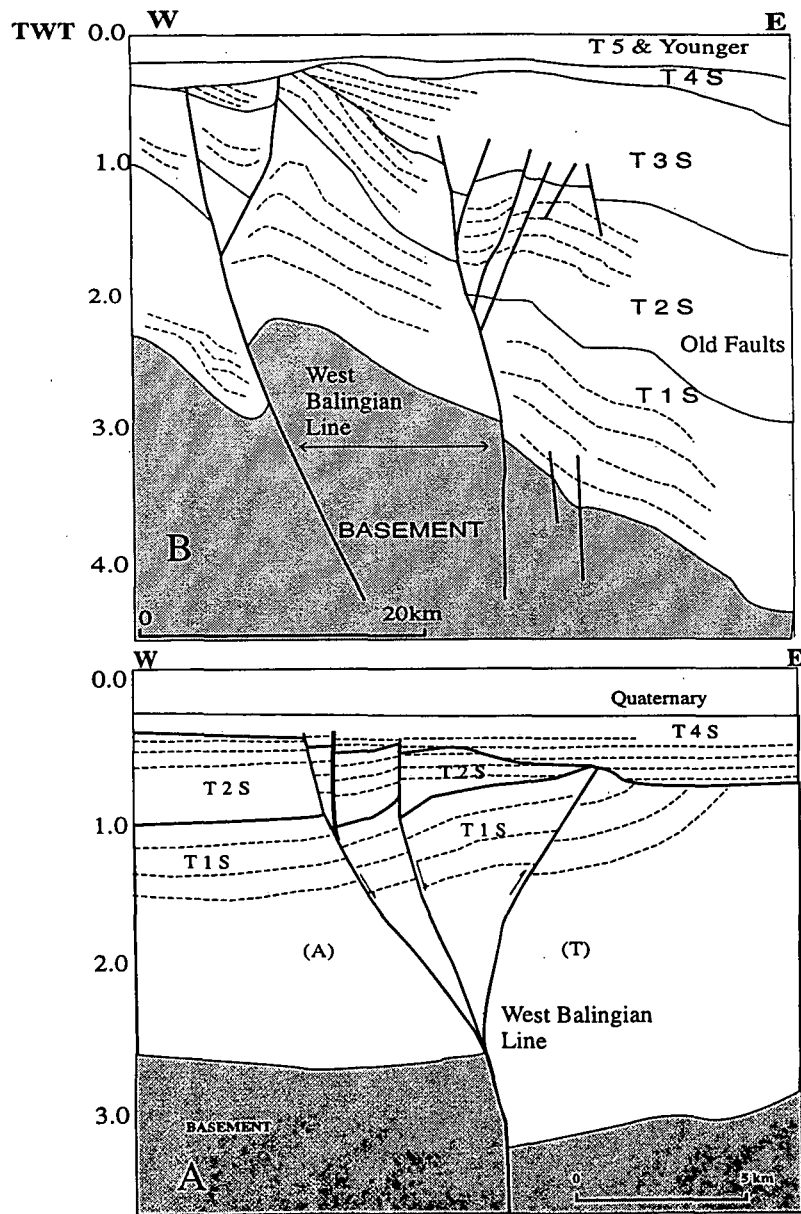 W
E
TWT
0.0
T 5 & Younger
T 4 S
1.0
T 3 S
2.0
T 2 S
Old Faults
T 1 S
West
Balingian
Line
3.0
BASEMENT
B
4.0
0
20km
W
E
0.0
Quaternary
T 4 S
T 2 S
T 2 S
1.0
T 1 S
T 1 S
(A)
(T)
2.0
West Balingian
Line
3.0
BASEMENT
A
0
5 km